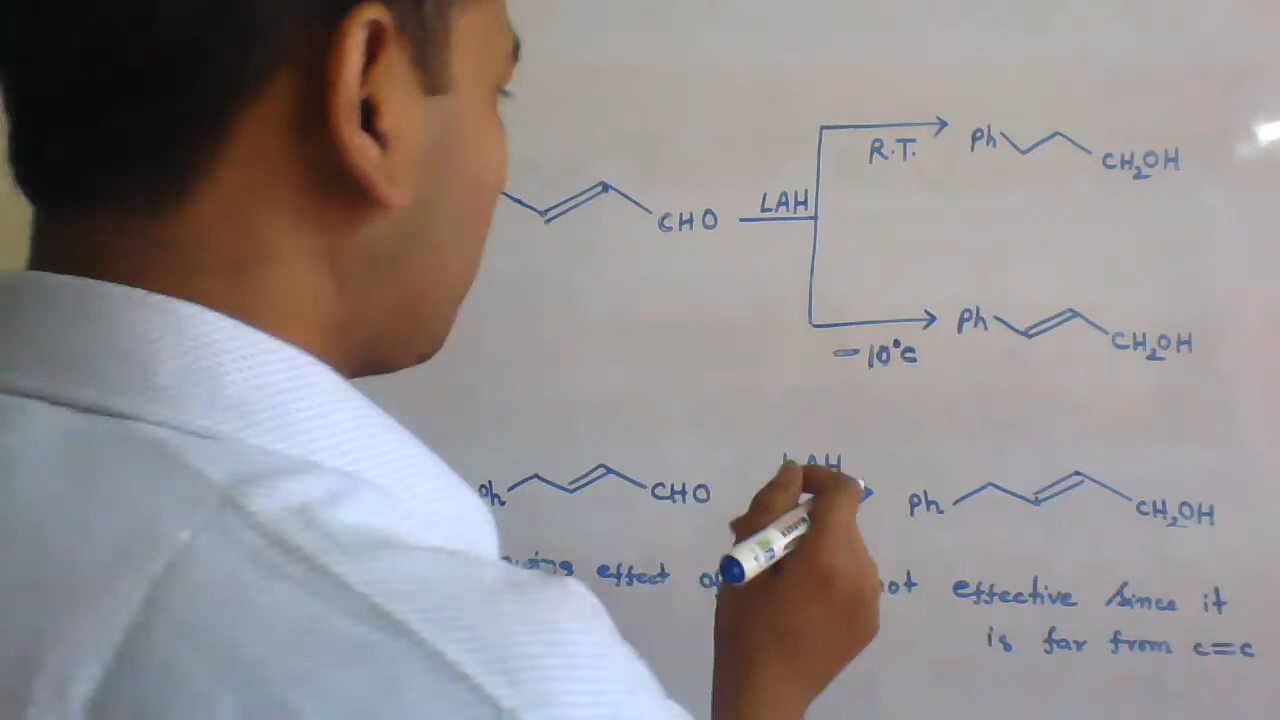 Ph CH₂OH
R.T.
CHO LAH
Ph CH₂OH
-10°C
LAH
Ph CHO Ph CH₂OH
effect not effective since it
is far from c=c